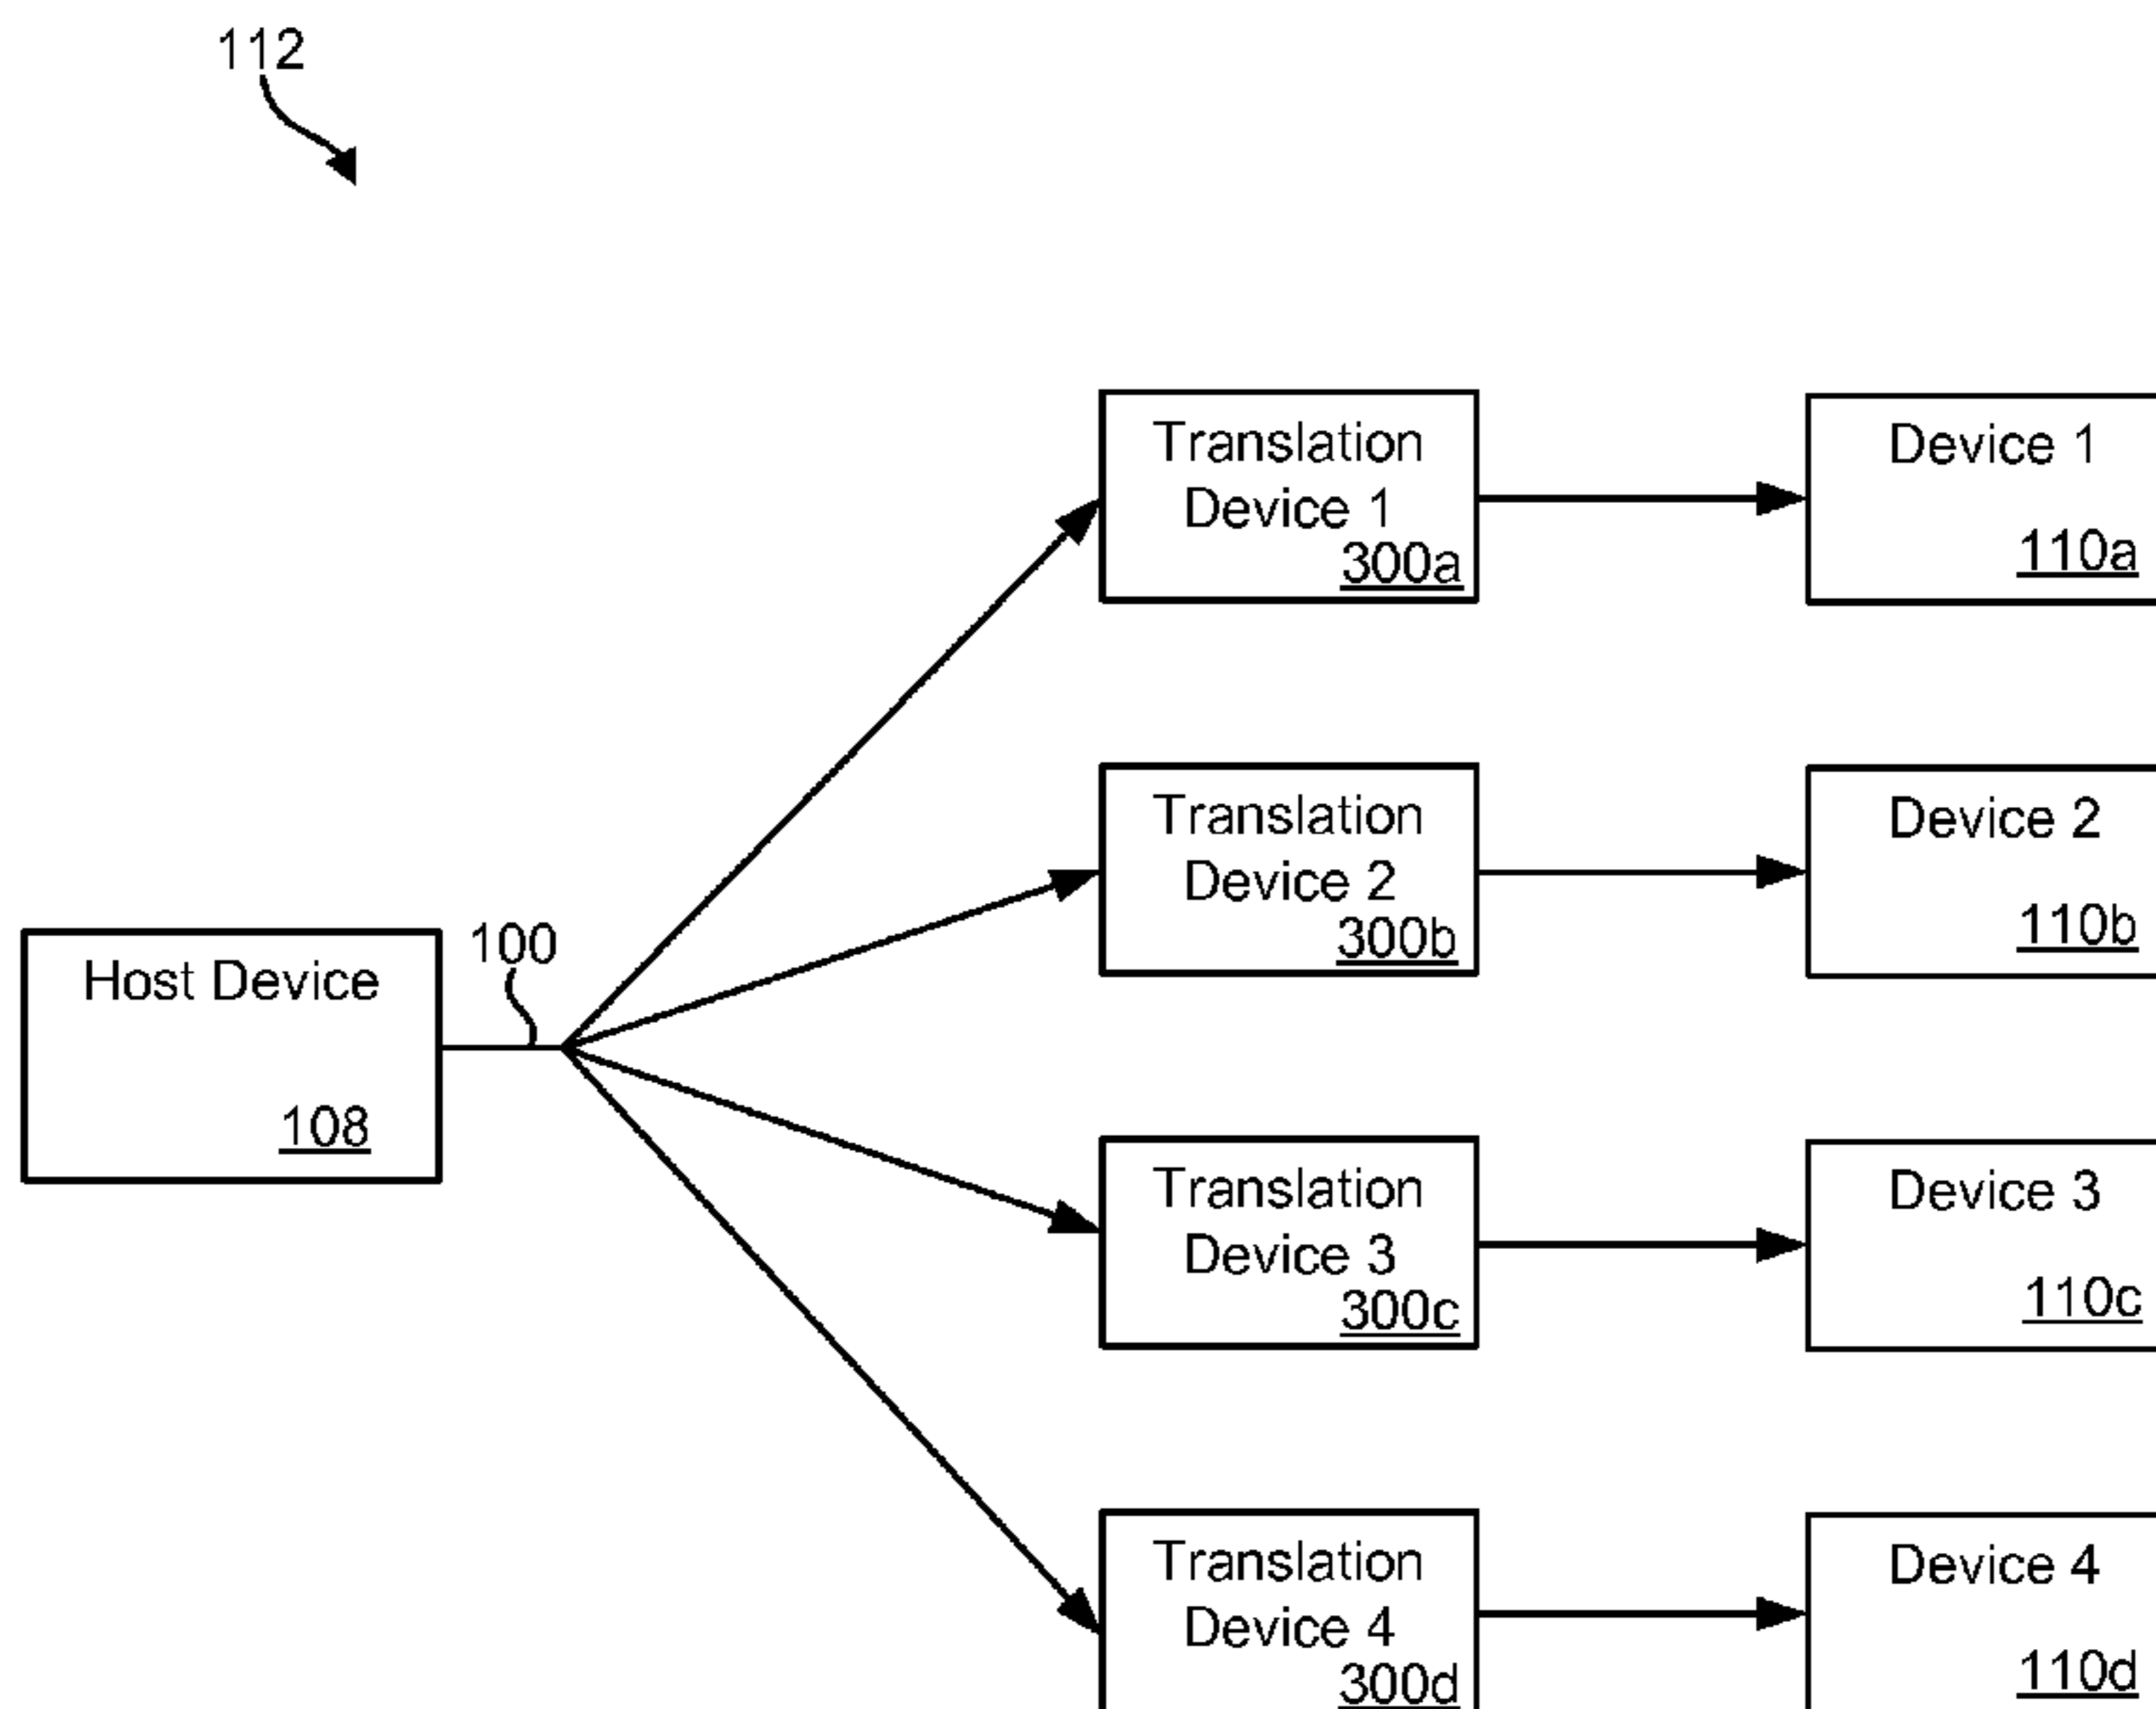 112
Translation
Device 1
300a
Device 1
110a
Translation
Device 2
300b
Device 2
110b
Host Device
108
100
Translation
Device 3
300c
Device 3
110c
Translation
Device 4
300d
Device 4
110d